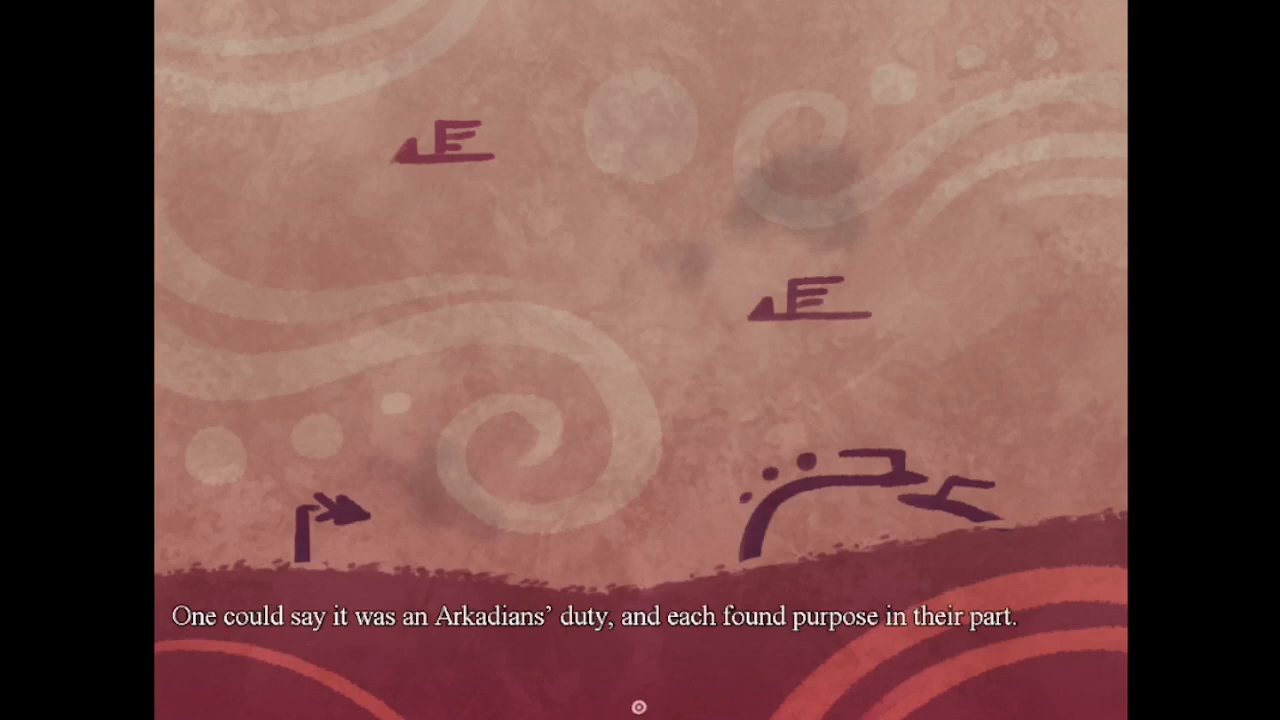 One could say it was an Arkadians’ duty, and each found purpose in their part.